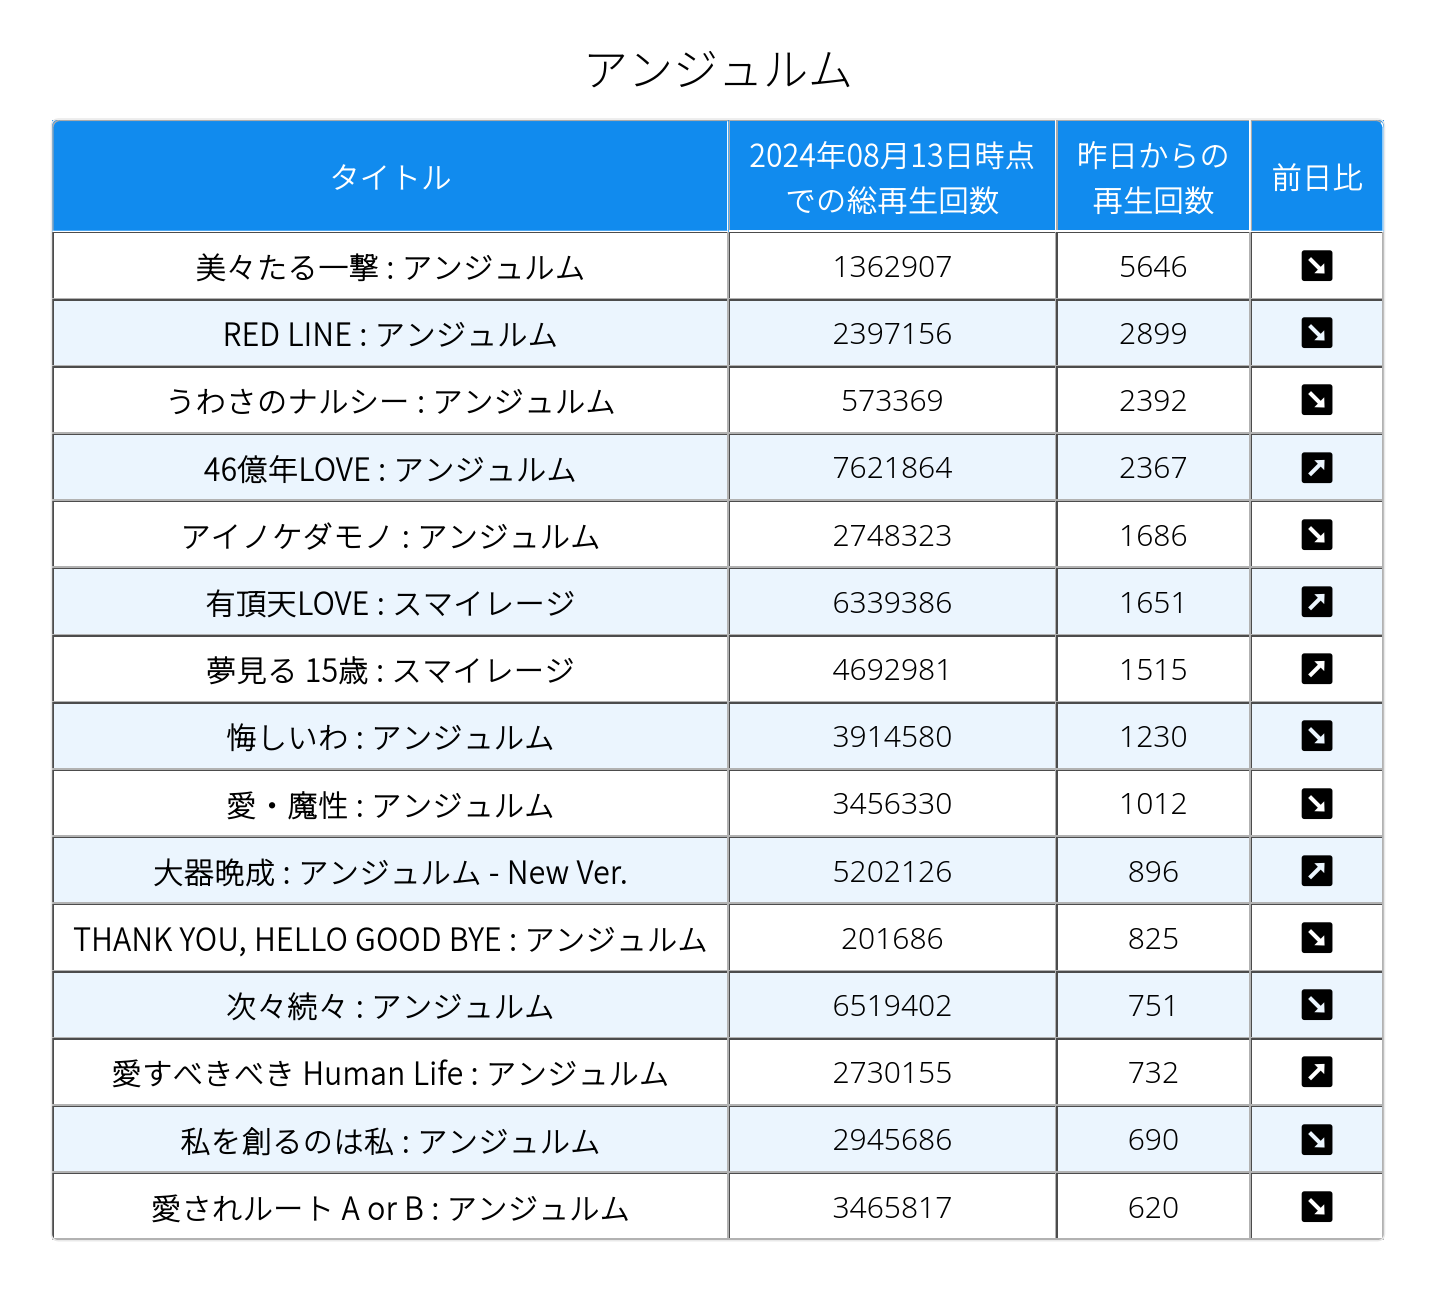 アンジュルム
タイトル 2024年08月13日時点での総再生回数 昨日からの再生回数 前日比
美々たる一撃 : アンジュルム 1362907 5646 ↘
RED LINE : アンジュルム 2397156 2899 ↘
うわさのナルシー : アンジュルム 573369 2392 ↘
46億年LOVE : アンジュルム 7621864 2367 ↗
アイノケダモノ : アンジュルム 2748323 1686 ↘
有頂天LOVE : スマイレージ 6339386 1651 ↗
夢見る 15歳 : スマイレージ 4692981 1515 ↗
悔しいわ : アンジュルム 3914580 1230 ↘
愛・魔性 : アンジュルム 3456330 1012 ↘
大器晩成 : アンジュルム - New Ver. 5202126 896 ↗
THANK YOU, HELLO GOOD BYE : アンジュルム 201686 825 ↘
次々続々 : アンジュルム 6519402 751 ↘
愛すべきべき Human Life : アンジュルム 2730155 732 ↗
私を創るのは私 : アンジュルム 2945686 690 ↘
愛されルート A or B : アンジュルム 3465817 620 ↘